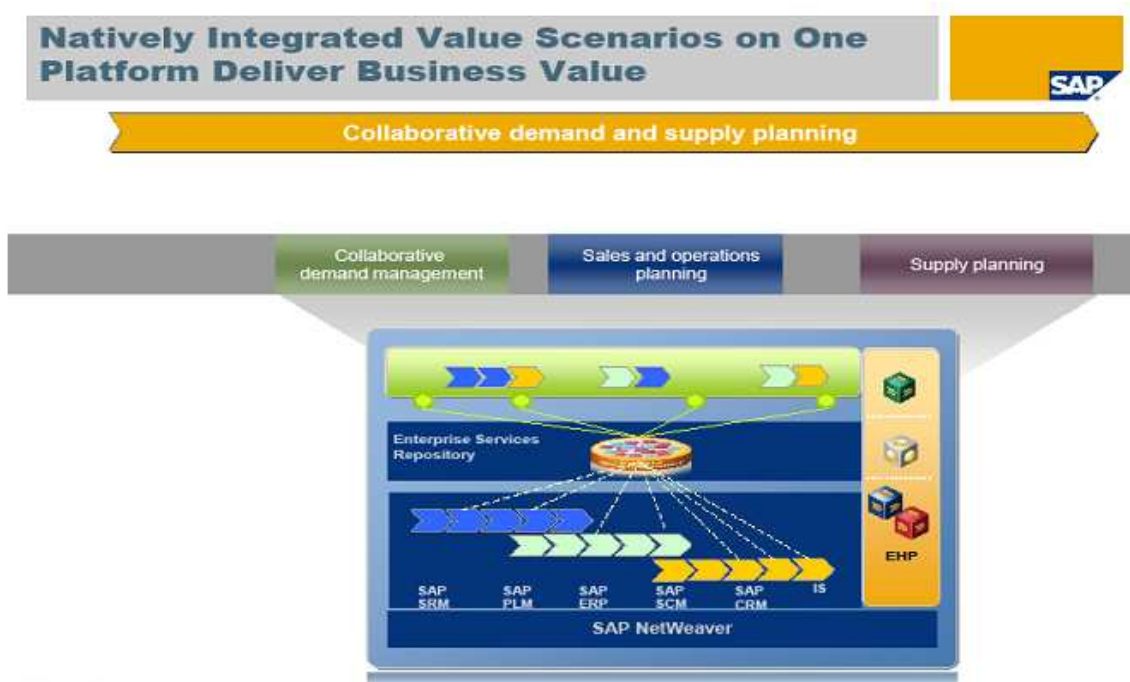 Natively Integrated Value Scenarios on One
Platform Deliver Business Value
SAP
Collaborative demand and supply planning
Collaborative
demand management
Sales and operations
planning
Supply planning
Enterprise Services
Repository
EHP
SAP
SRM
SAP
PLM
SAP
ERP
SAP
SCM
SAP
CRM
IS
SAP NetWeaver